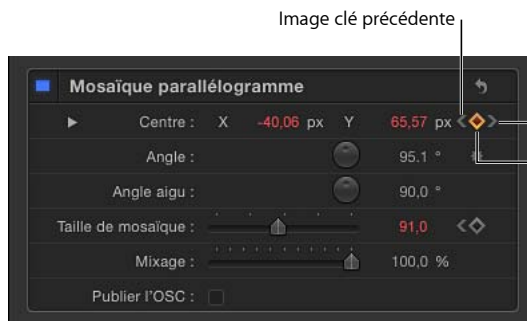 Image clé précédente
Mosaïque parallélogramme
Centre : X -40,06 px Y 65,57 px
Angle : 95.1 °
Angle aigu : 90,0 °
Taille de mosaïque : 91,0
Mixage : 100,0 %
Publier l'OSC :